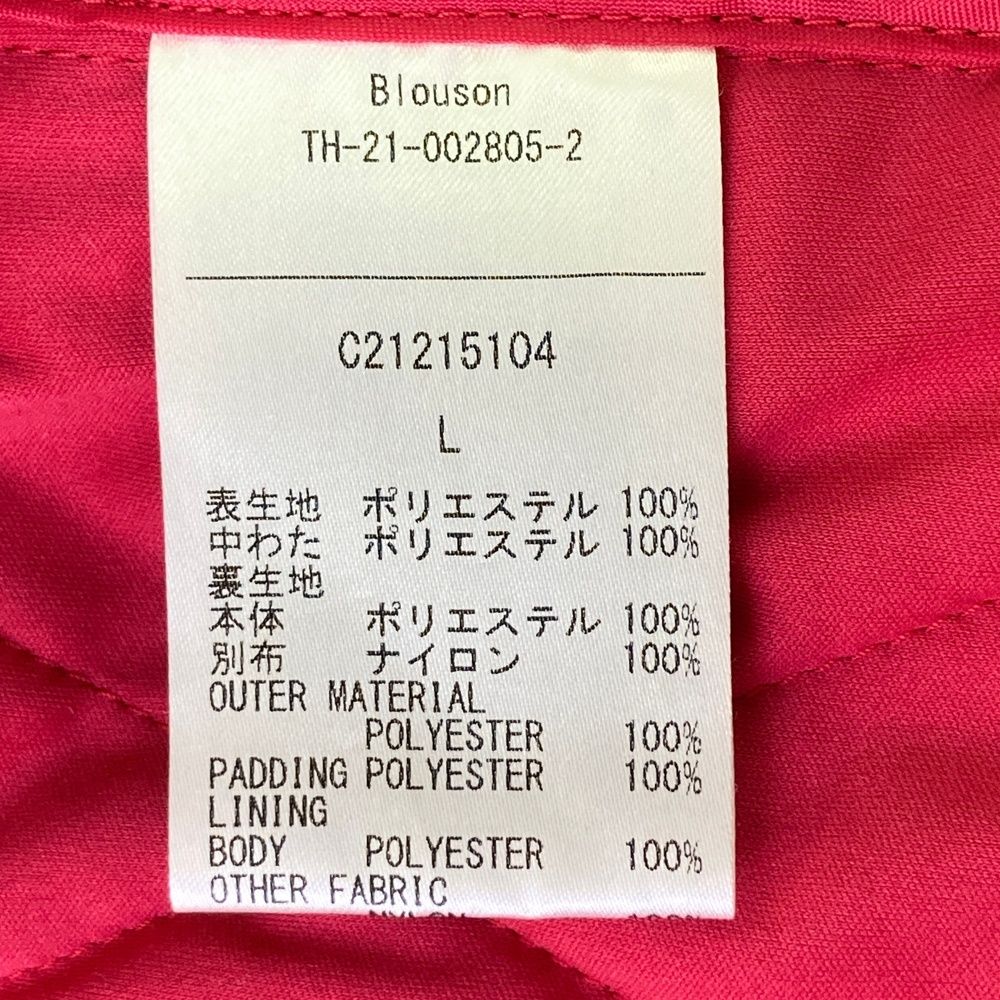 Blouson
TH-21-002805-2
C21215104
L
表生地 ポリエステル 100%
中わた ポリエステル 100%
裏生地
本体 ポリエステル 100%
別布 ナイロン 100%
OUTER MATERIAL
POLYESTER 100%
PADDING POLYESTER 100%
LINING
BODY POLYESTER 100%
OTHER FABRIC
NYLON 100%